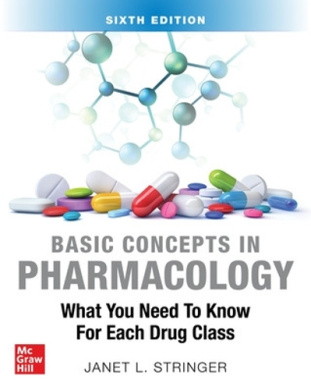 SIXTH EDITION
BASIC CONCEPTS IN
PHARMACOLOGY
What You Need To Know
For Each Drug Class
Mc
Graw
Hill
JANET L. STRINGER